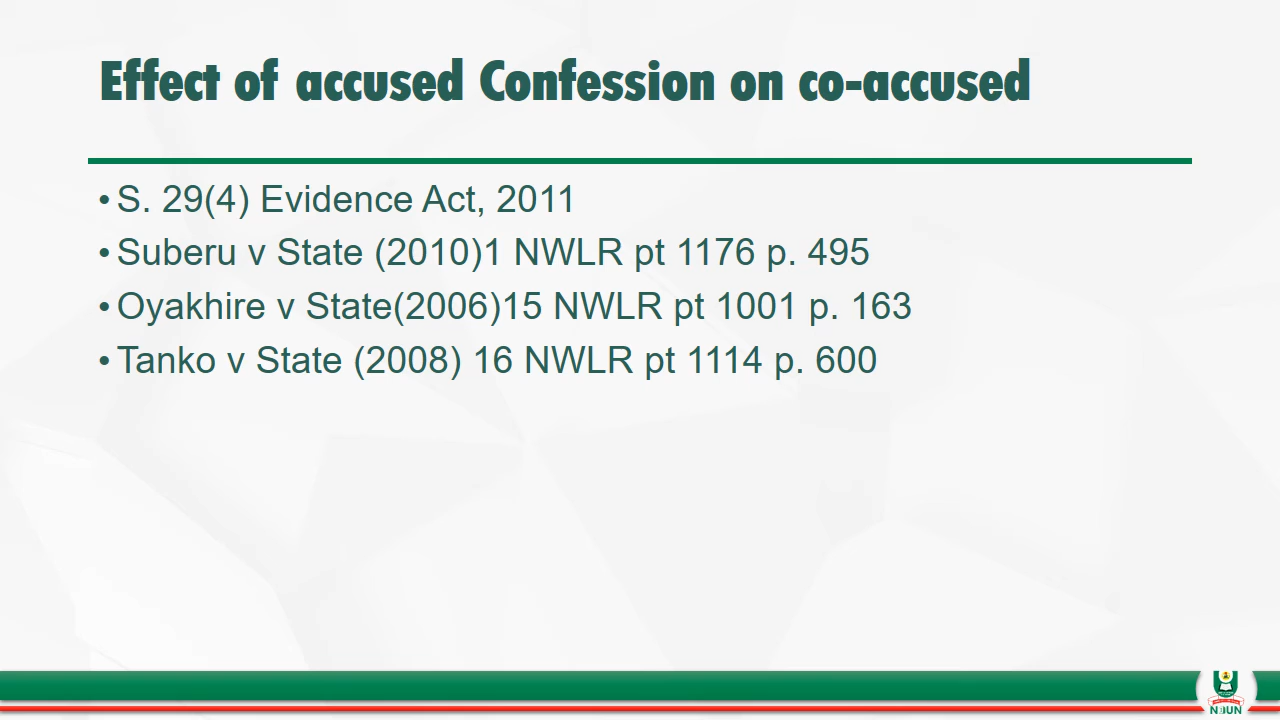 Effect of accused Confession on co-accused
• S. 29(4) Evidence Act, 2011
• Suberu v State (2010)1 NWLR pt 1176 p. 495
• Oyakhire v State(2006)15 NWLR pt 1001 p. 163
• Tanko v State (2008) 16 NWLR pt 1114 p. 600